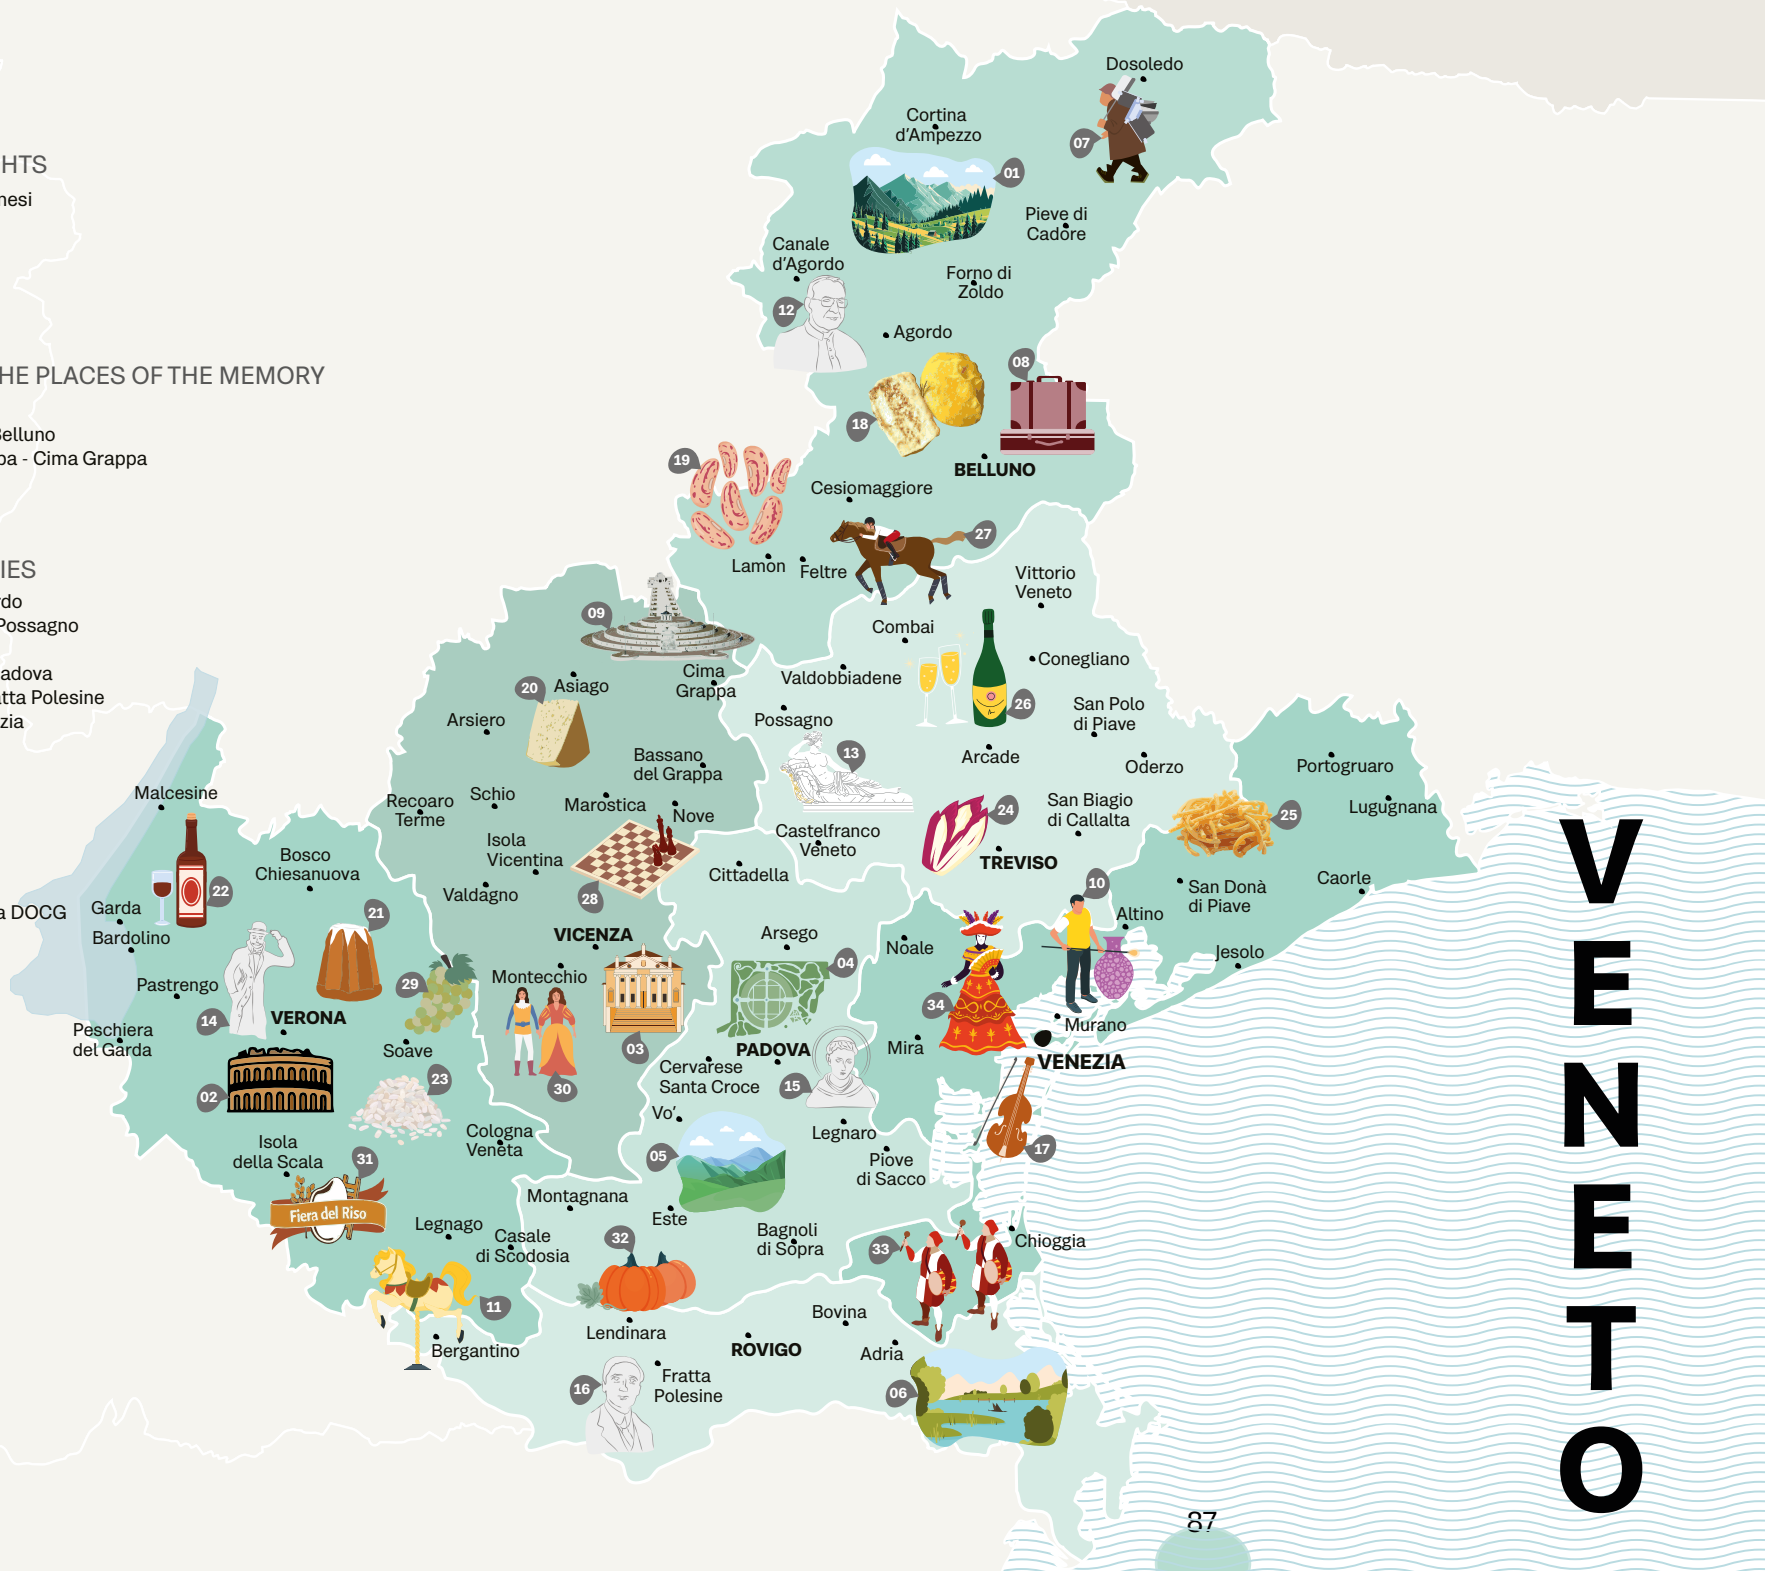 HTS
nesi
HE PLACES OF THE MEMORY
Belluno
pa - Cima Grappa
IES
rdo
Possagno
adova
atta Polesine
zia
a DOCG
Dosoledo
07
Cortina
d'Ampezzo
01
Pieve di
Cadore
Canale
d'Agordo
Forno di
Zoldo
12
Agordo
08
18
BELLUNO
19
Cesiomaggiore
27
Lamon
Feltre
Vittorio
Veneto
09
Combai
Conegliano
Cima
Grappa
Valdobbiadene
20
Asiago
26
San Polo
di Piave
Arsiero
Possagno
13
Arcade
Oderzo
Portogruaro
Bassano
del Grappa
Malcesine
Recoaro
Terme
Schio
Marostica
Nove
24
San Biagio
di Callalta
25
Lugugnana
Castelfranco
Veneto
Isola
Vicentina
TREVISO
Bosco
Chiesanuova
Cittadella
22
Valdagno
28
10
San Donà
di Piave
Caorle
Garda
21
Altino
Bardolino
VICENZA
Arsego
Noale
Jesolo
Pastrengo
29
Montecchio
04
34
14
VERONA
Murano
Peschiera
del Garda
Soave
03
PADOVA
Mira
VENEZIA
Cervarese
Santa Croce
02
23
30
15
Vo'
Legnaro
Isola
della Scala
Cologna
Veneta
05
17
31
Piove
di Sacco
Fiera del Riso
Montagnana
Este
Legnago
Casale
di Scodosia
32
Bagnoli
di Sopra
33
Chioggia
11
Lendinara
Bovina
Bergantino
ROVIGO
Adria
16
Fratta
Polesine
06
VENETO
87